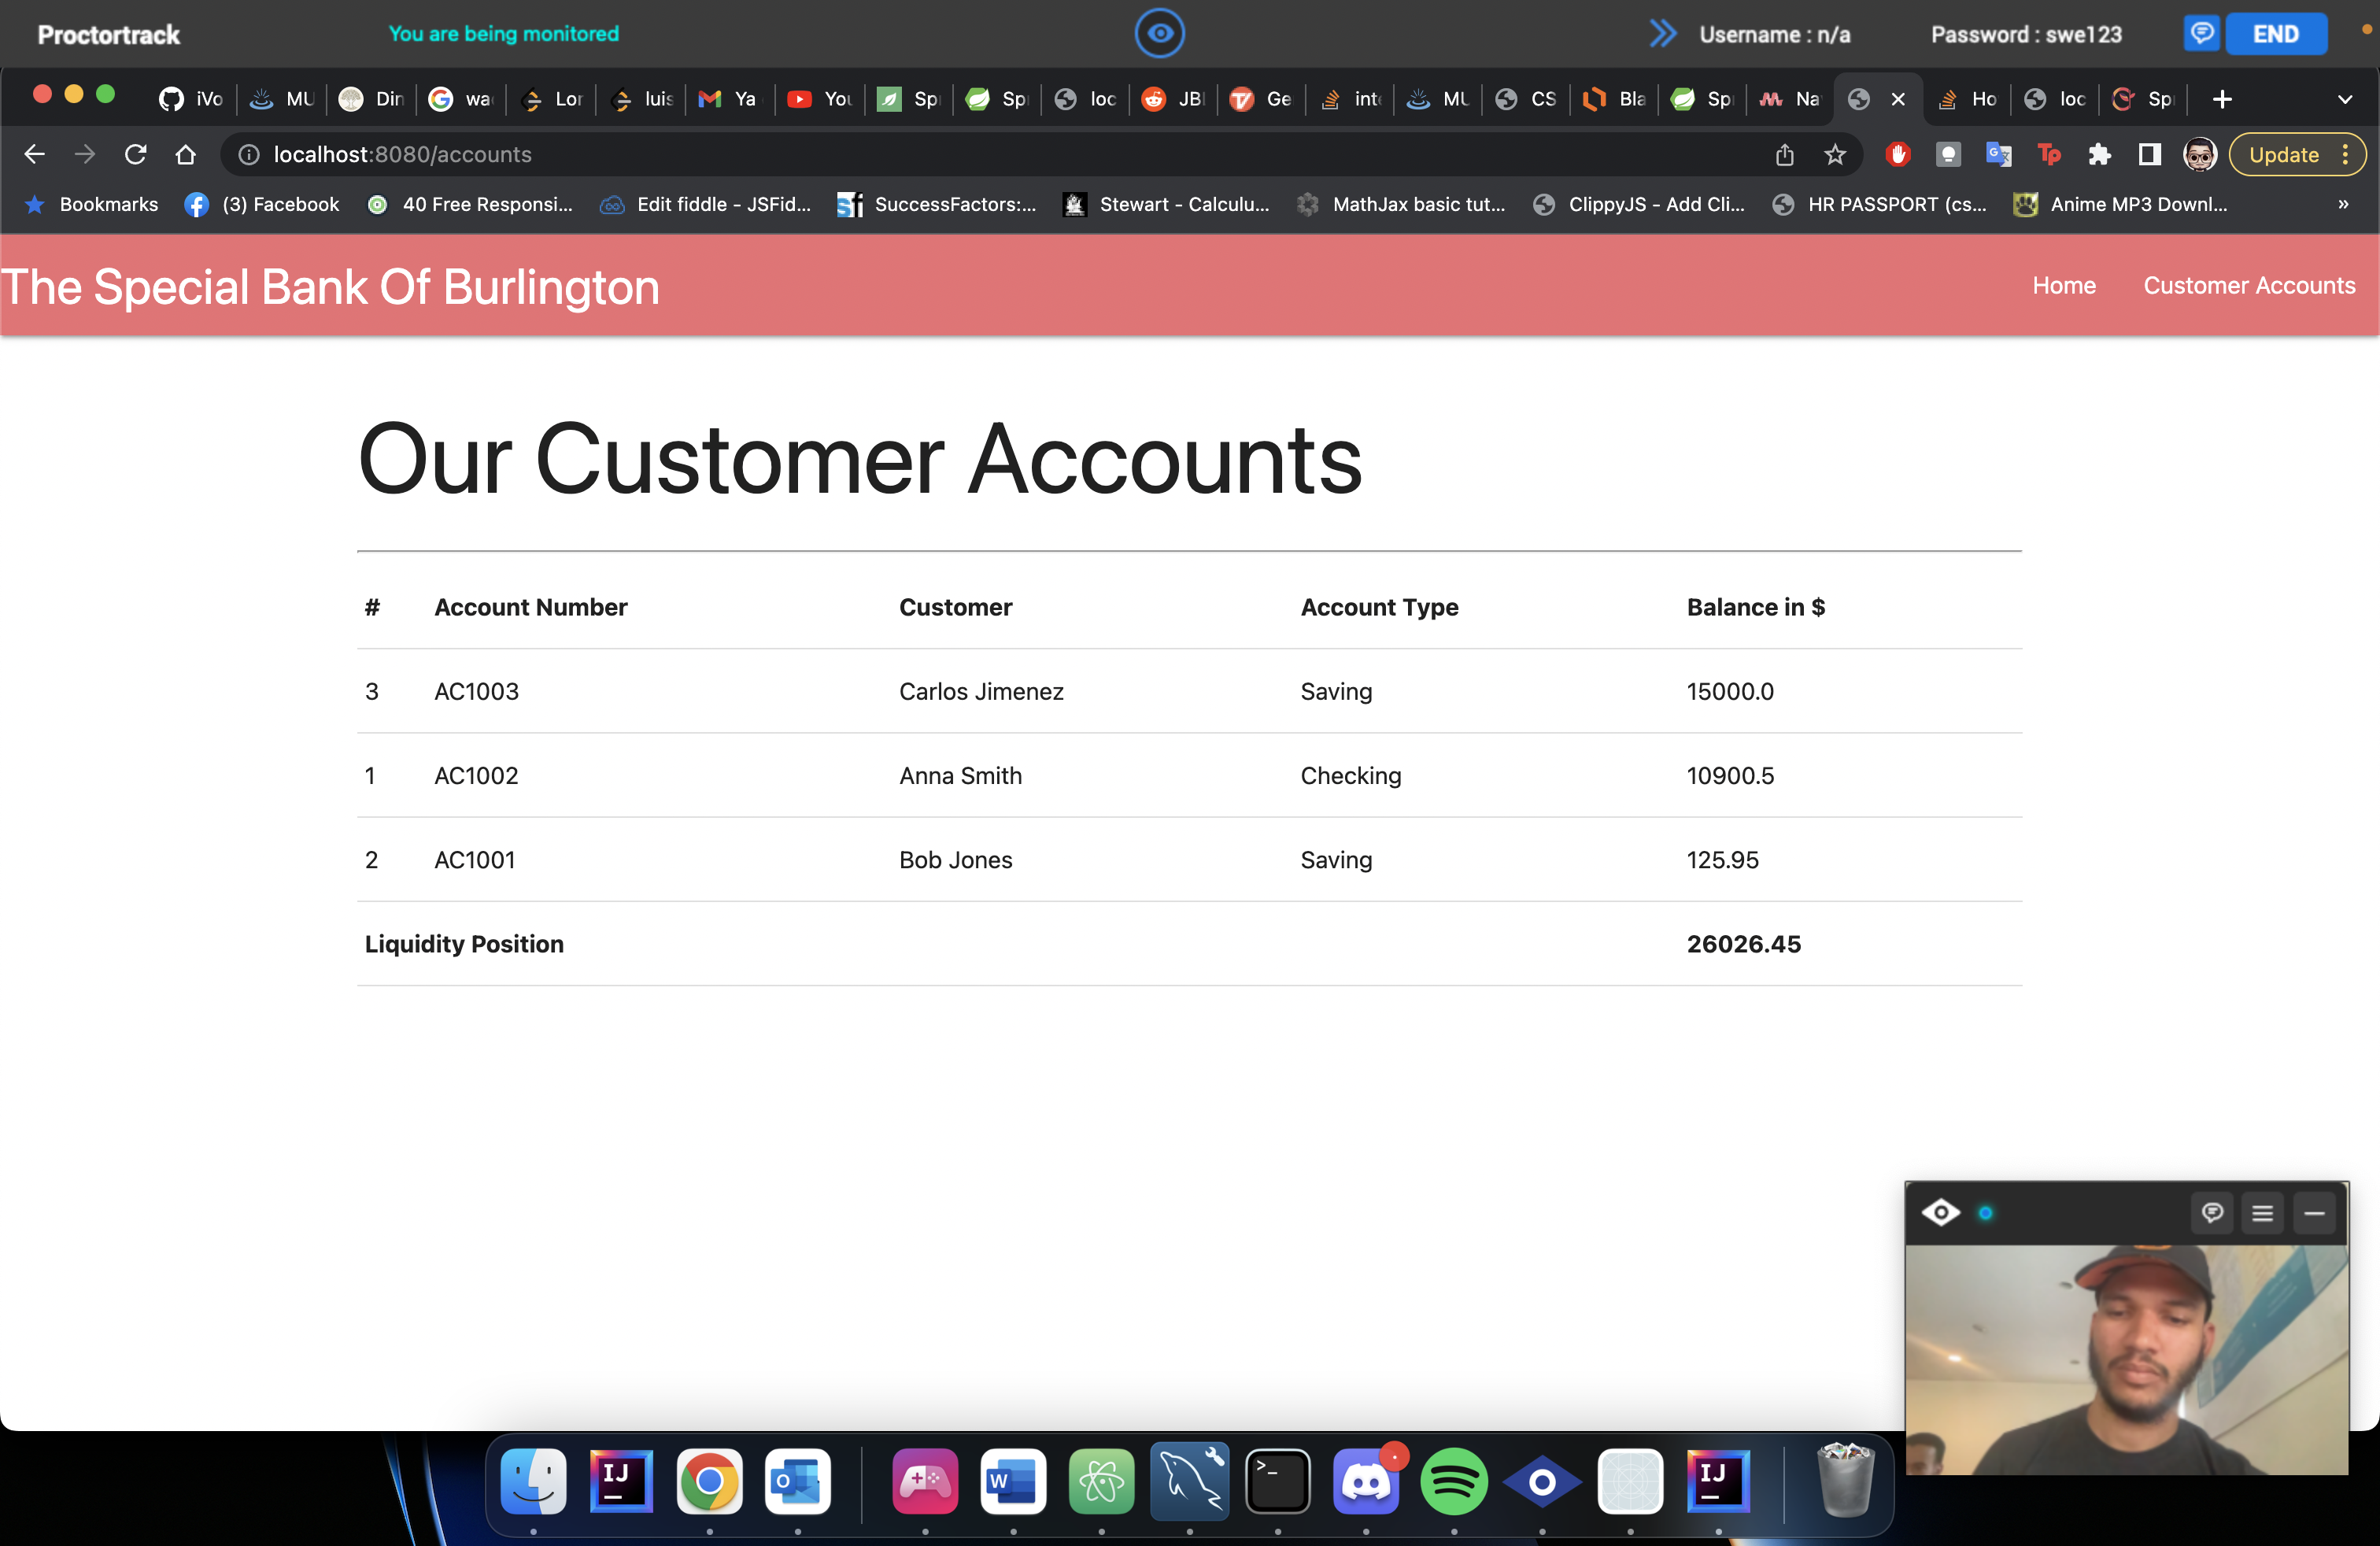 Proctortrack You are being monitored Username : n/a Password : swe123 END
iVo MU Din wa Lor luis Ya You Sp Sp loc JBL Ge int MU CS Bla Sp Na Ho loc Sp
localhost:8080/accounts Update
Bookmarks (3) Facebook 40 Free Responsi... Edit fiddle - JSFid... SuccessFactors:... Stewart - Calculu... MathJax basic tut... ClippyJS - Add Cli... HR PASSPORT (cs... Anime MP3 Downl... »
The Special Bank Of Burlington Home Customer Accounts
Our Customer Accounts
# Account Number Customer Account Type Balance in $
3 AC1003 Carlos Jimenez Saving 15000.0
1 AC1002 Anna Smith Checking 10900.5
2 AC1001 Bob Jones Saving 125.95
Liquidity Position 26026.45